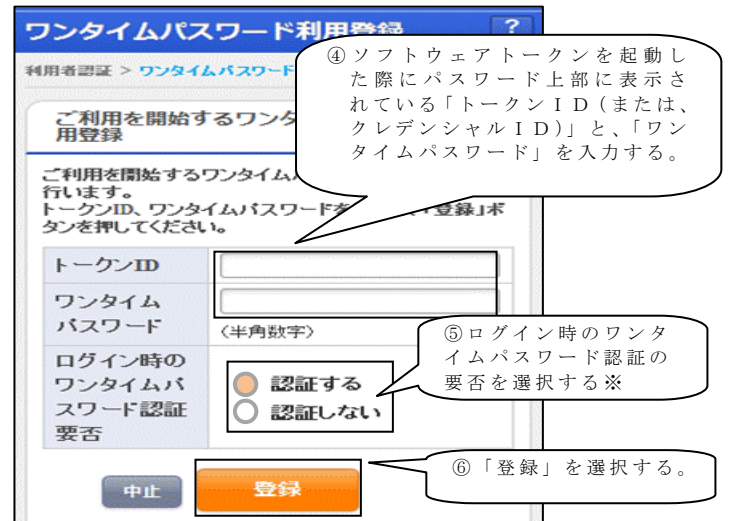 ワンタイムパスワード利用登録 ?
利用者認証 > ワンタイムパスワード
ご利用を開始するワンタ
用登録
ご利用を開始するワンタイム
行います。
トークンID、ワンタイムパスワードを 「登録」ボ
タンを押してください。
④ソフトウェアトークンを起動し
た際にパスワード上部に表示さ
れている「トークンID(または、
クレデンシャルID)」と、「ワン
タイムパスワード」を入力する。
トークンID
ワンタイム
パスワード
(半角数字)
ログイン時の
ワンタイムパ
スワード認証
要否
認証する
認証しない
⑤ログイン時のワンタ
イムパスワード認証の
要否を選択する※
中止
登録
⑥「登録」を選択する。